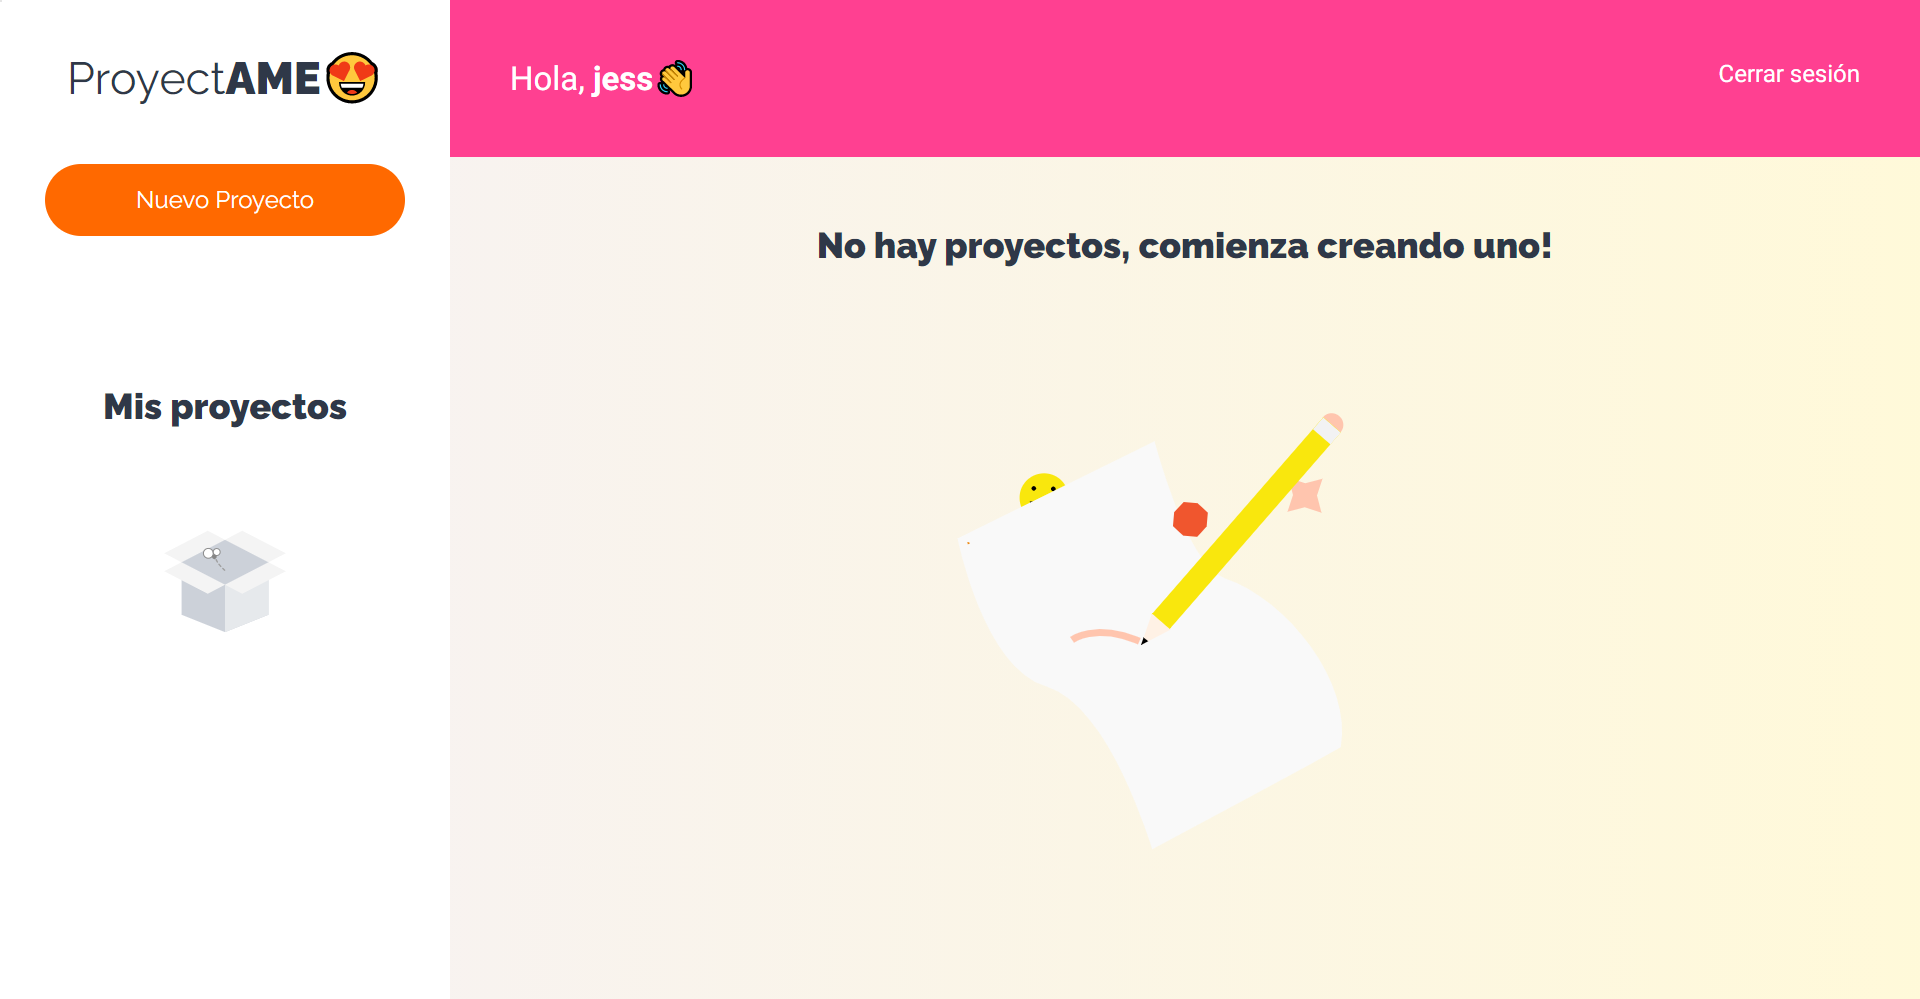 ProyectAME😍
Nuevo Proyecto
Mis proyectos
Hola, jess👋
Cerrar sesión
No hay proyectos, comienza creando uno!